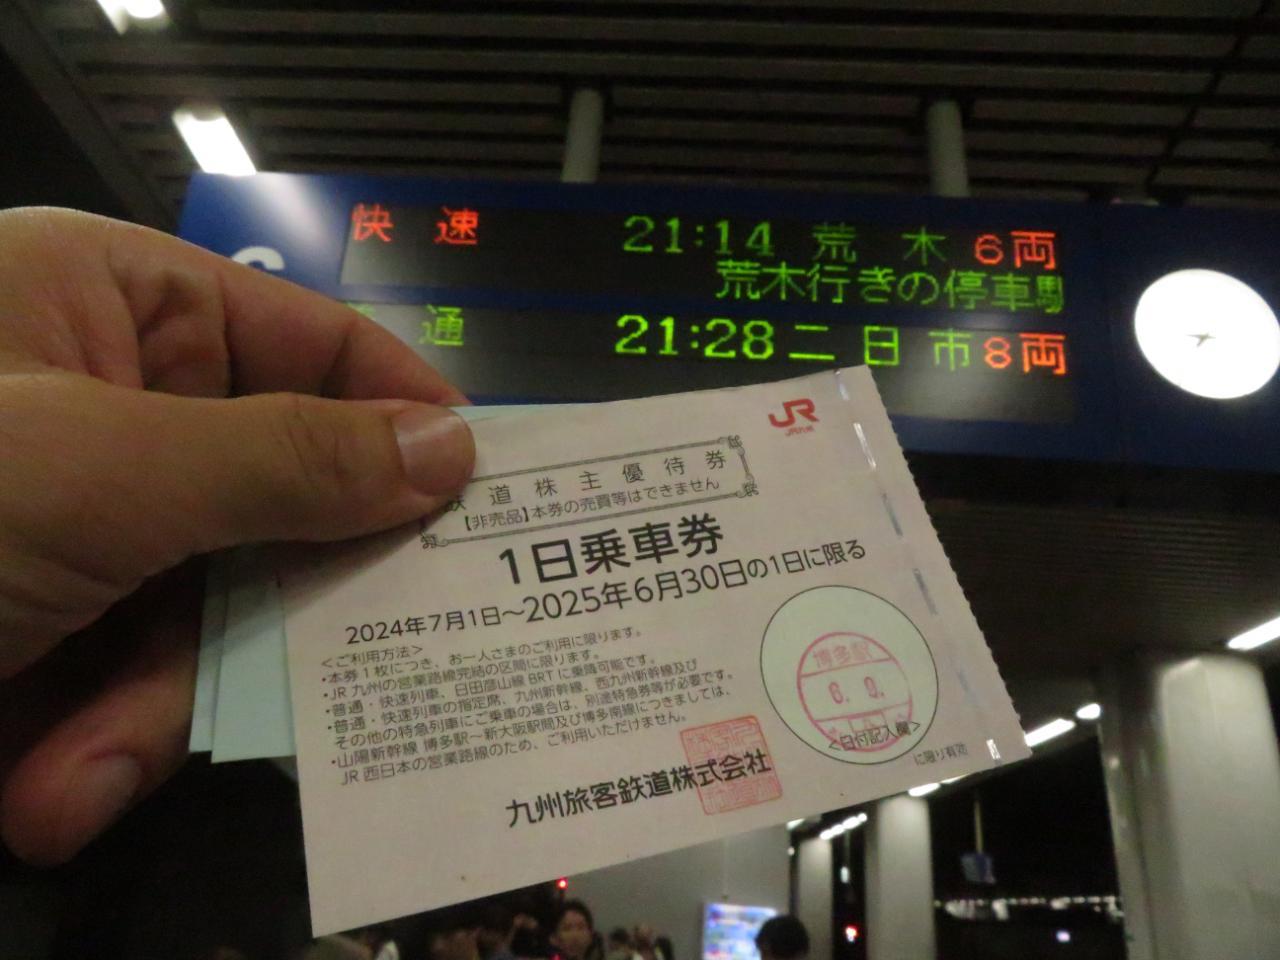 快速 21:14 荒木 6両
荒木行きの停車駅
通 21:28 二日市 8両
JR
JR九州
道株主優待券
【非売品】本券の売買等はできません
1日乗車券
2024年7月1日～2025年6月30日の1日に限る
<ご利用方法>
・本券1枚につき、お一人さまのご利用に限ります。
・JR九州の営業路線完結の区間に限ります。
・普通・快速列車、日田彦山線BRTに乗降可能です。
・普通・快速列車の指定席、九州新幹線、西九州新幹線及び
その他の特急列車にご乗車の場合は、別途特急券等が必要です。
・山陽新幹線 博多駅～新大阪駅間及び博多南線につきましては、
JR西日本の営業路線のため、ご利用いただけません。
九州旅客鉄道株式会社
博多駅
<日付記入欄>
に限り有効